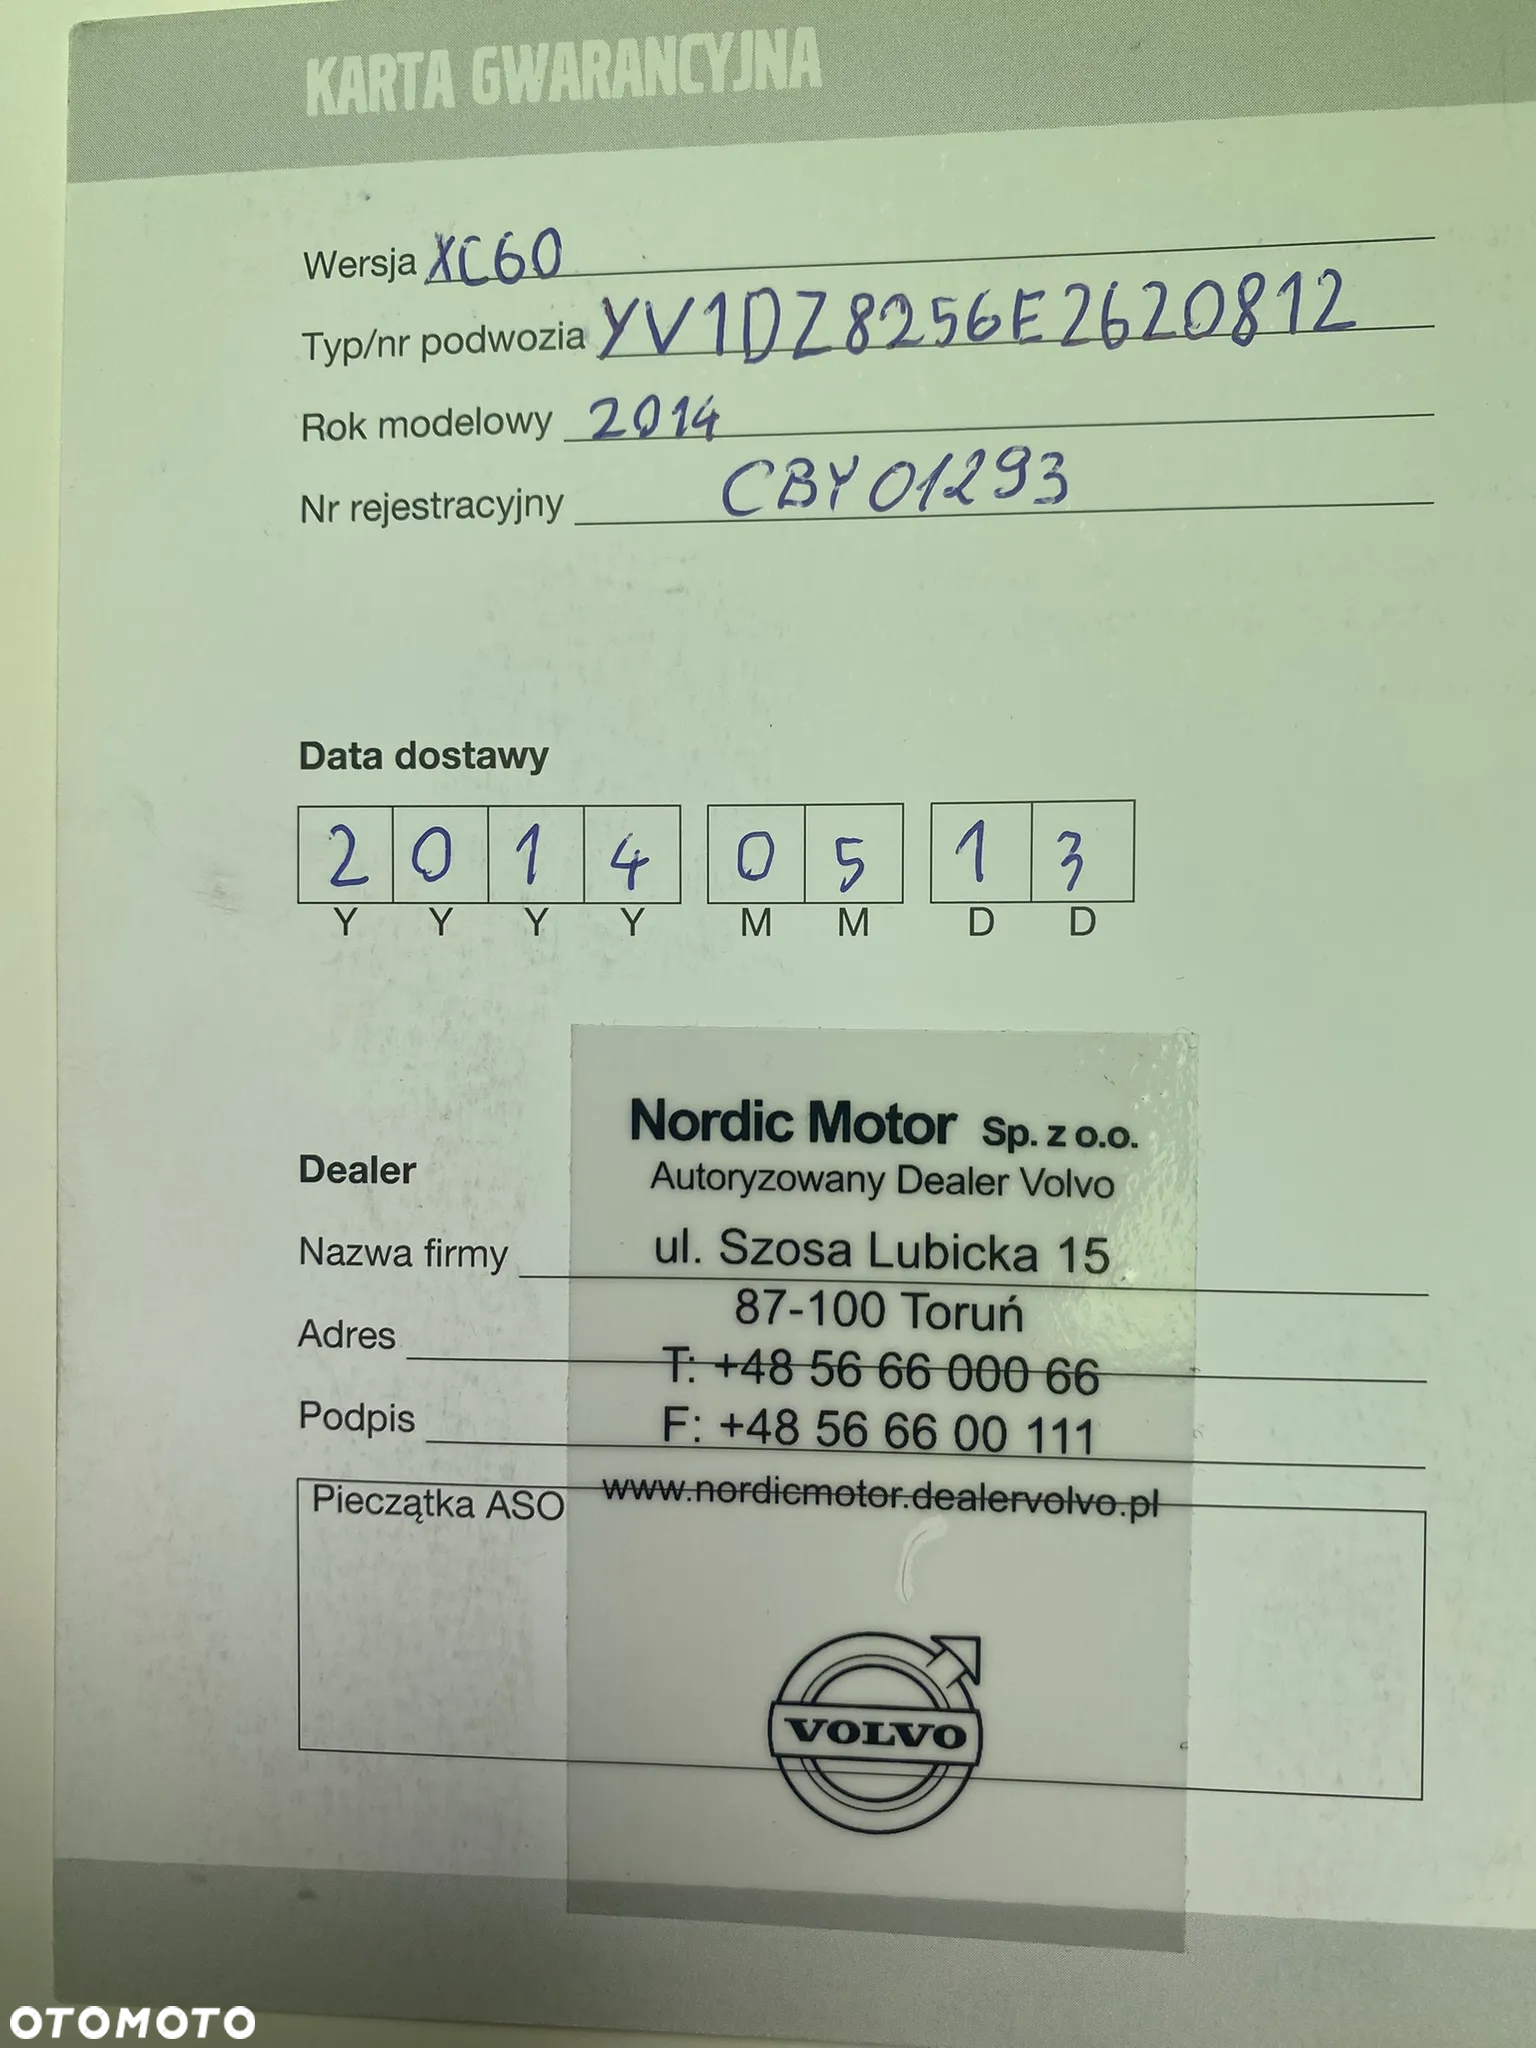 KARTA GWARANCYJNA
Wersja XC60
Typ/nr podwozia YV1DZ8256E2620812
Rok modelowy 2014
Nr rejestracyjny CBY01293
Data dostawy
2 0 1 4 0 5 1 3
Y Y Y Y M M D D
Nordic Motor Sp. z o.o.
Autoryzowany Dealer Volvo
Dealer
ul. Szosa Lubicka 15
Nazwa firmy
87-100 Toruń
Adres
T: +48 56 66 000 66
Podpis
F: +48 56 66 00 111
www.nordicmotor.dealervolvo.pl
Pieczątka ASO
VOLVO
OTOMOTO